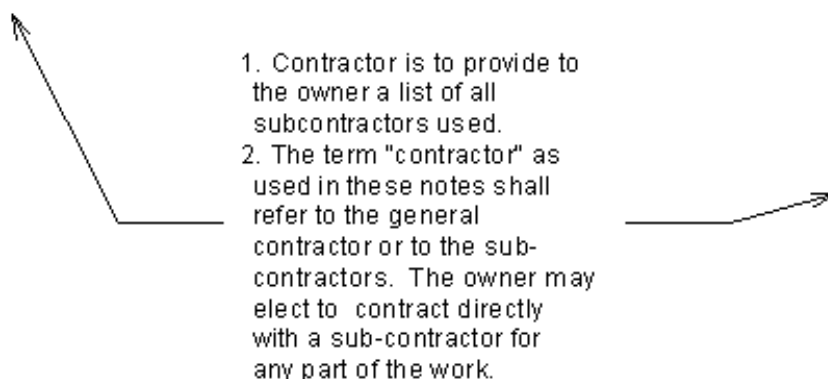 1. Contractor is to provide to
the owner a list of all
subcontractors used.
2. The term "contractor" as
used in these notes shall
refer to the general
contractor or to the sub-
contractors. The owner may
elect to contract directly
with a sub-contractor for
any part of the work.